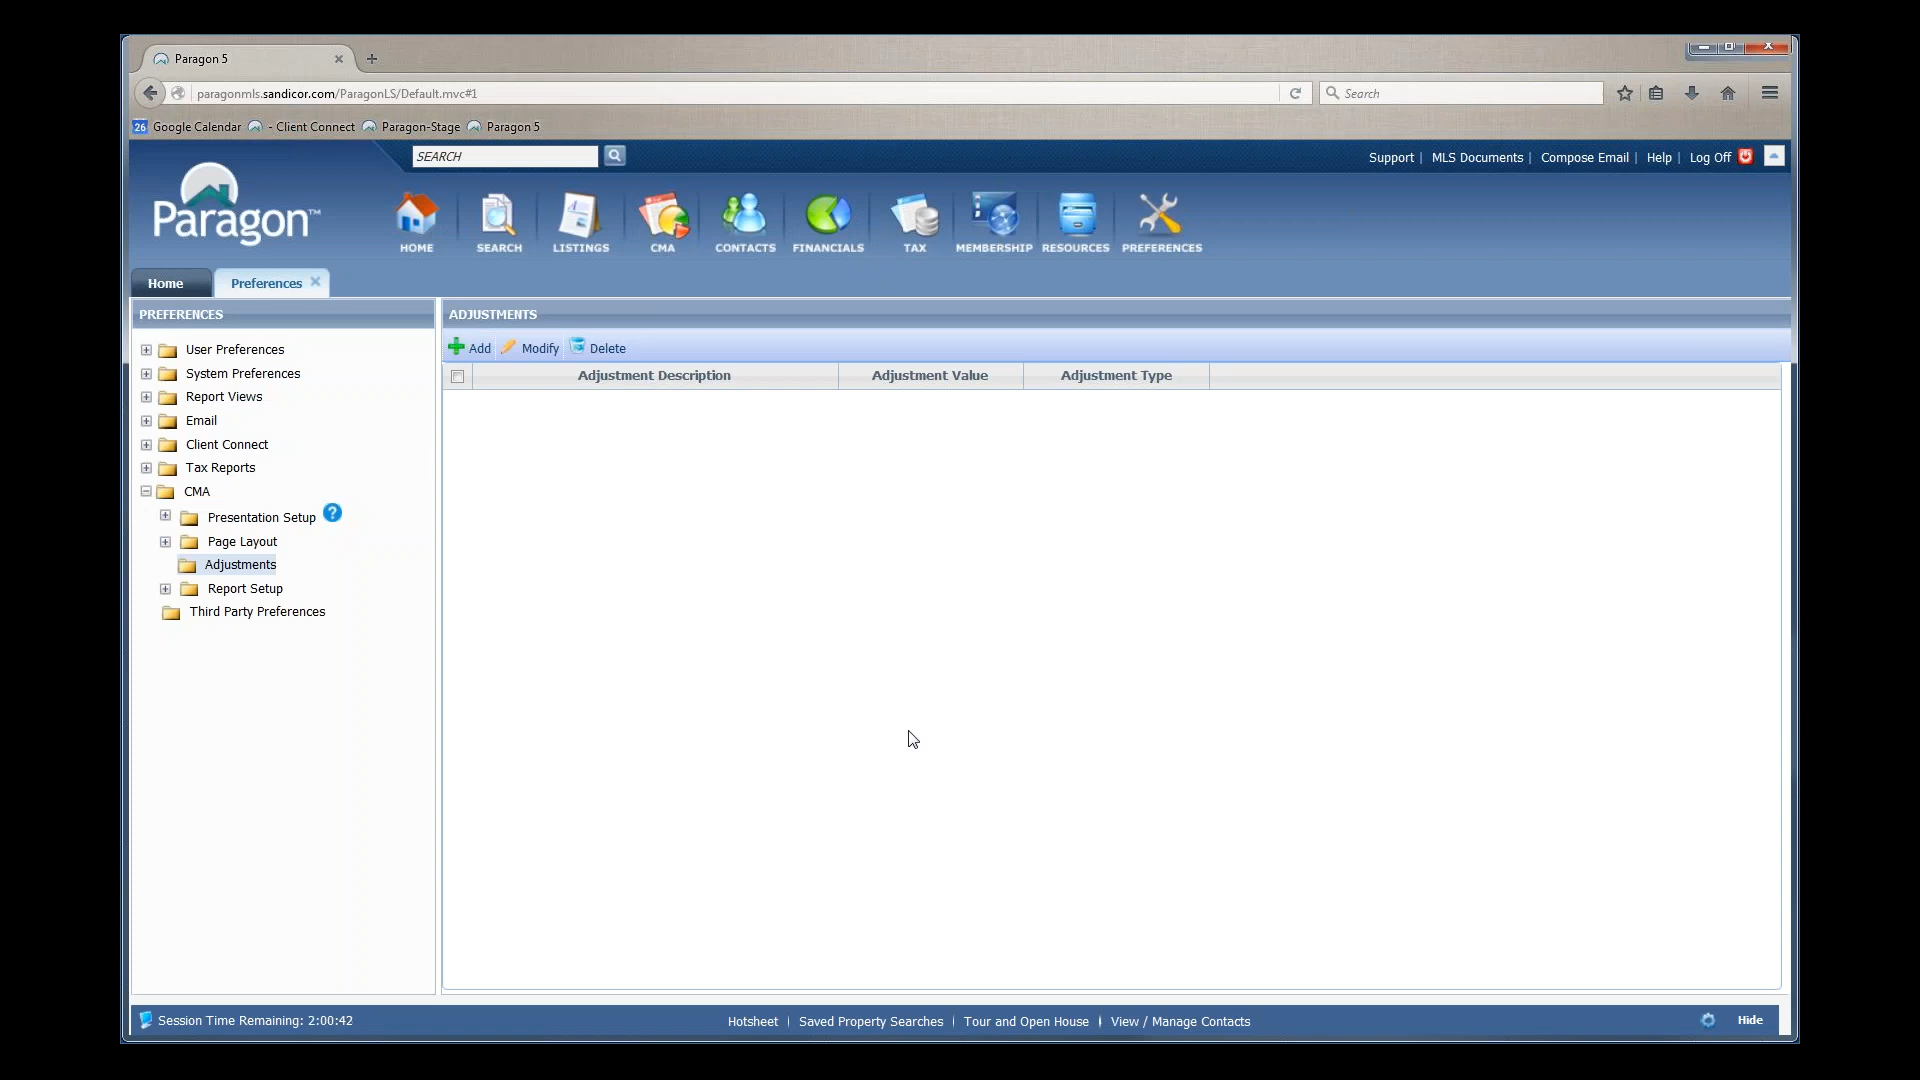 Paragon 5
paragonmls.sandicor.com/ParagonLS/Default.mvc#1
Search
26 Google Calendar - Client Connect Paragon-Stage Paragon 5
SEARCH
Support | MLS Documents | Compose Email | Help | Log Off
Paragon™
HOME SEARCH LISTINGS CMA CONTACTS FINANCIALS TAX MEMBERSHIP RESOURCES PREFERENCES
Home Preferences
PREFERENCES
ADJUSTMENTS
Add Modify Delete
Adjustment Description Adjustment Value Adjustment Type
User Preferences
System Preferences
Report Views
Email
Client Connect
Tax Reports
CMA
Presentation Setup ?
Page Layout
Adjustments
Report Setup
Third Party Preferences
Session Time Remaining: 2:00:42
Hotsheet | Saved Property Searches | Tour and Open House | View / Manage Contacts
Hide